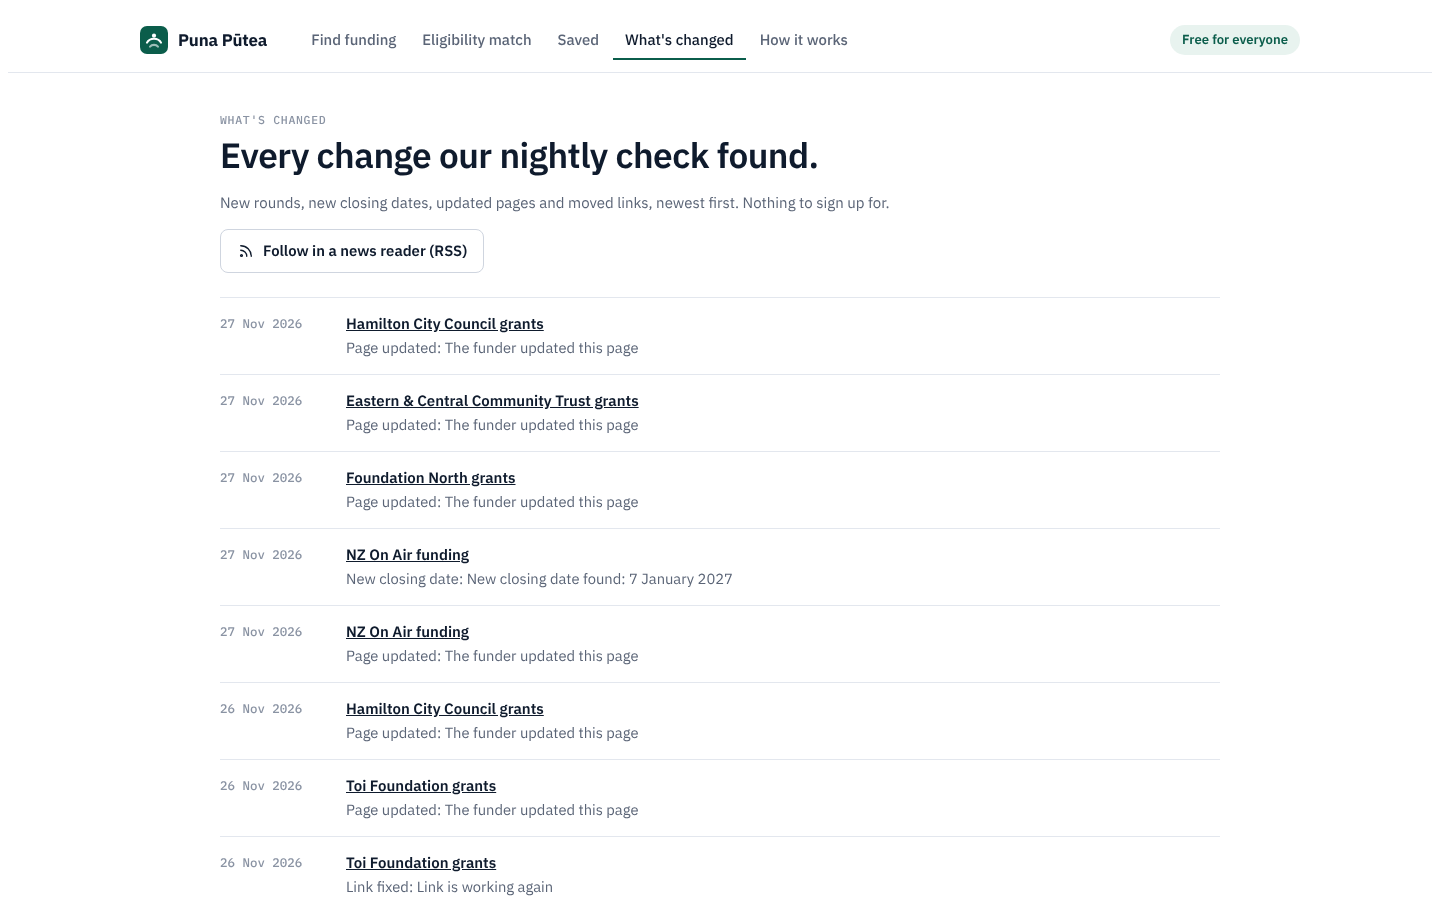 Puna Pūtea
Find funding
Eligibility match
Saved
What's changed
How it works
Free for everyone
WHAT'S CHANGED
Every change our nightly check found.
New rounds, new closing dates, updated pages and moved links, newest first. Nothing to sign up for.
Follow in a news reader (RSS)
27 Nov 2026
Hamilton City Council grants
Page updated: The funder updated this page
27 Nov 2026
Eastern & Central Community Trust grants
Page updated: The funder updated this page
27 Nov 2026
Foundation North grants
Page updated: The funder updated this page
27 Nov 2026
NZ On Air funding
New closing date: New closing date found: 7 January 2027
27 Nov 2026
NZ On Air funding
Page updated: The funder updated this page
26 Nov 2026
Hamilton City Council grants
Page updated: The funder updated this page
26 Nov 2026
Toi Foundation grants
Page updated: The funder updated this page
26 Nov 2026
Toi Foundation grants
Link fixed: Link is working again